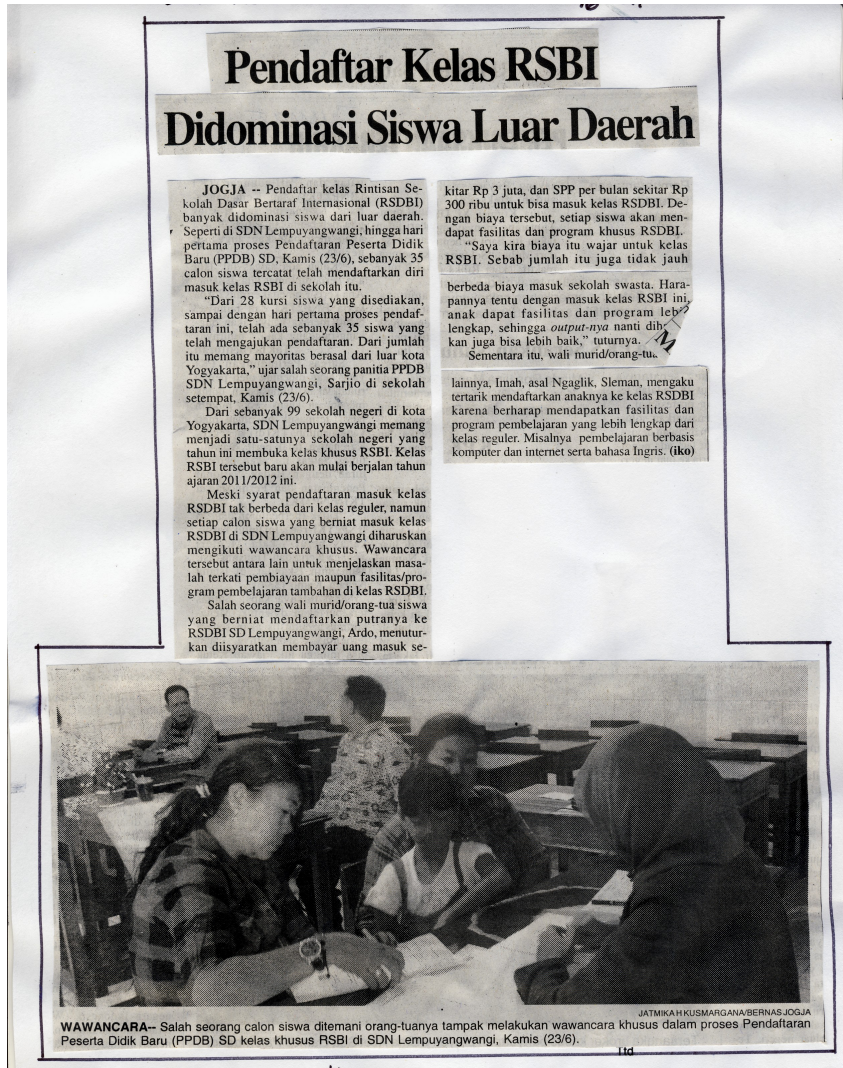 Pendaftar Kelas RSBI
Didominasi Siswa Luar Daerah
JOGJA -- Pendaftar kelas Rintisan Se-
kolah Dasar Bertaraf Internasional (RSDBI)
banyak didominasi siswa dari luar daerah.
Seperti di SDN Lempuyangwangi, hingga hari
pertama proses Pendaftaran Peserta Didik
Baru (PPDB) SD, Kamis (23/6), sebanyak 35
calon siswa tercatat telah mendaftarkan diri
masuk kelas RSBI di sekolah itu.
"Dari 28 kursi siswa yang disediakan,
sampai dengan hari pertama proses pendaf-
taran ini, telah ada sebanyak 35 siswa yang
telah mengajukan pendaftaran. Dari jumlah
itu memang mayoritas berasal dari luar kota
Yogyakarta," ujar salah seorang panitia PPDB
SDN Lempuyangwangi, Sarjio di sekolah
setempat, Kamis (23/6).
Dari sebanyak 99 sekolah negeri di kota
Yogyakarta, SDN Lempuyangwangi memang
menjadi satu-satunya sekolah negeri yang
tahun ini membuka kelas khusus RSBI. Kelas
RSBI tersebut baru akan mulai berjalan tahun
ajaran 2011/2012 ini.
Meski syarat pendaftaran masuk kelas
RSDBI tak berbeda dari kelas reguler, namun
setiap calon siswa yang berniat masuk kelas
RSDBI di SDN Lempuyangwangi diharuskan
mengikuti wawancara khusus. Wawancara
tersebut antara lain untuk menjelaskan masa-
lah terkati pembiayaan maupun fasilitas/pro-
gram pembelajaran tambahan di kelas RSDBI.
Salah seorang wali murid/orang-tua siswa
yang berniat mendaftarkan putranya ke
RSDBI SD Lempuyangwangi, Ardo, menutur-
kan diisyaratkan membayar uang masuk se-
kitar Rp 3 juta, dan SPP per bulan sekitar Rp
300 ribu untuk bisa masuk kelas RSDBI. De-
ngan biaya tersebut, setiap siswa akan men-
dapat fasilitas dan program khusus RSDBI.
"Saya kira biaya itu wajar untuk kelas
RSBI. Sebab jumlah itu juga tidak jauh
berbeda biaya masuk sekolah swasta. Hara-
pannya tentu dengan masuk kelas RSBI ini,
anak dapat fasilitas dan program
lengkap, sehingga output-nya nanti
kan juga bisa lebih baik," tuturnya.
Sementara itu, wali
lainnya, Imah, asal Ngaglik, Sleman, mengaku
tertarik mendaftarkan anaknya ke kelas RSDBI
karena berharap mendapatkan fasilitas dan
program pembelajaran yang lebih lengkap dari
kelas reguler. Misalnya pembelajaran berbasis
komputer dan internet serta bahasa Ingris. (iko)
JATMIKA H KUSMARGANA/BERNAS JOGJA
WAWANCARA-- Salah seorang calon siswa ditemani orang-tuanya tampak melakukan wawancara khusus dalam proses Pendaftaran
Peserta Didik Baru (PPDB) SD kelas khusus RSBI di SDN Lempuyangwangi, Kamis (23/6).
Ttd